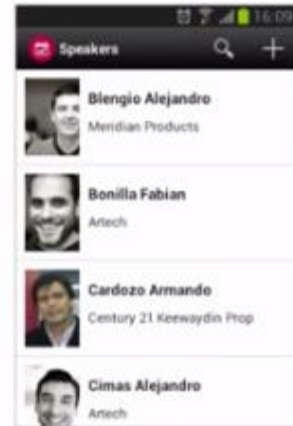 16:09
Speakers
Blengio Alejandro
Meridian Products
Bonilla Fabian
Artech
Cardozo Armando
Century 21 Keewaydin Prop
Cimas Alejandro
Artech